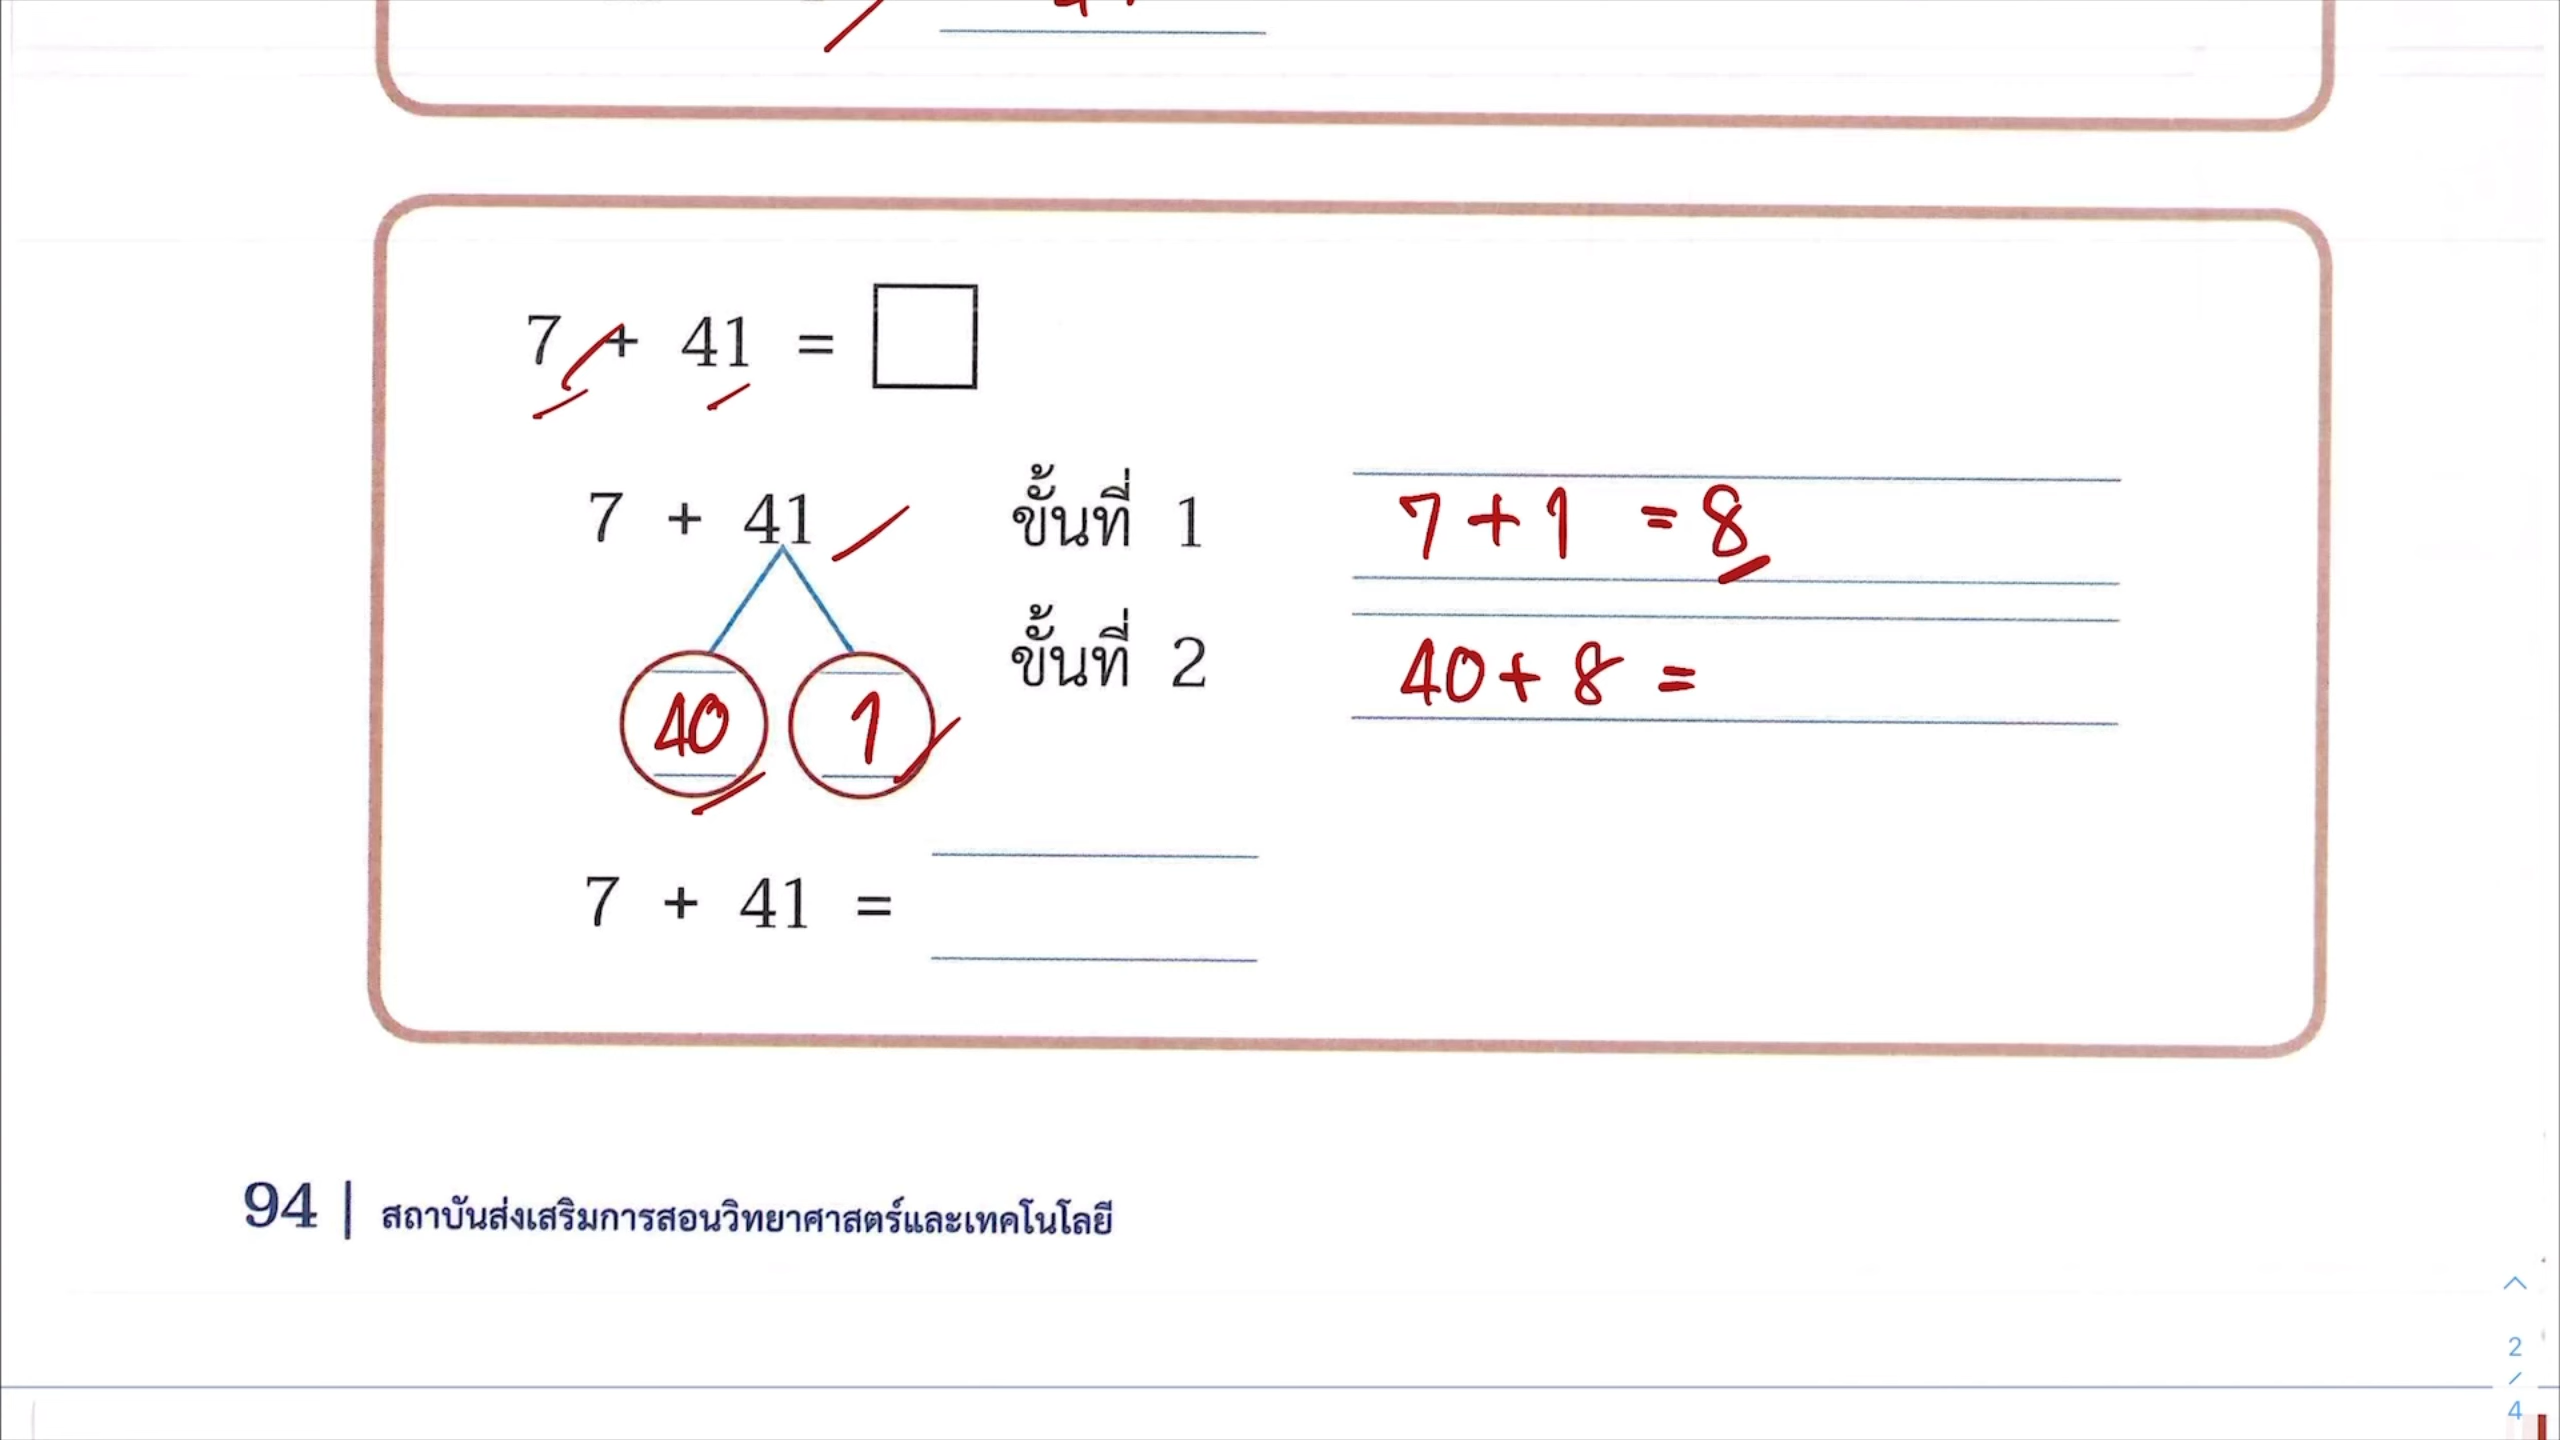 7 + 41 =
7 + 41
ขั้นที่ 1
7 + 1 = 8
ขั้นที่ 2
40 + 8 =
40
1
7 + 41 =
94 | สถาบันส่งเสริมการสอนวิทยาศาสตร์และเทคโนโลยี
2
/
4